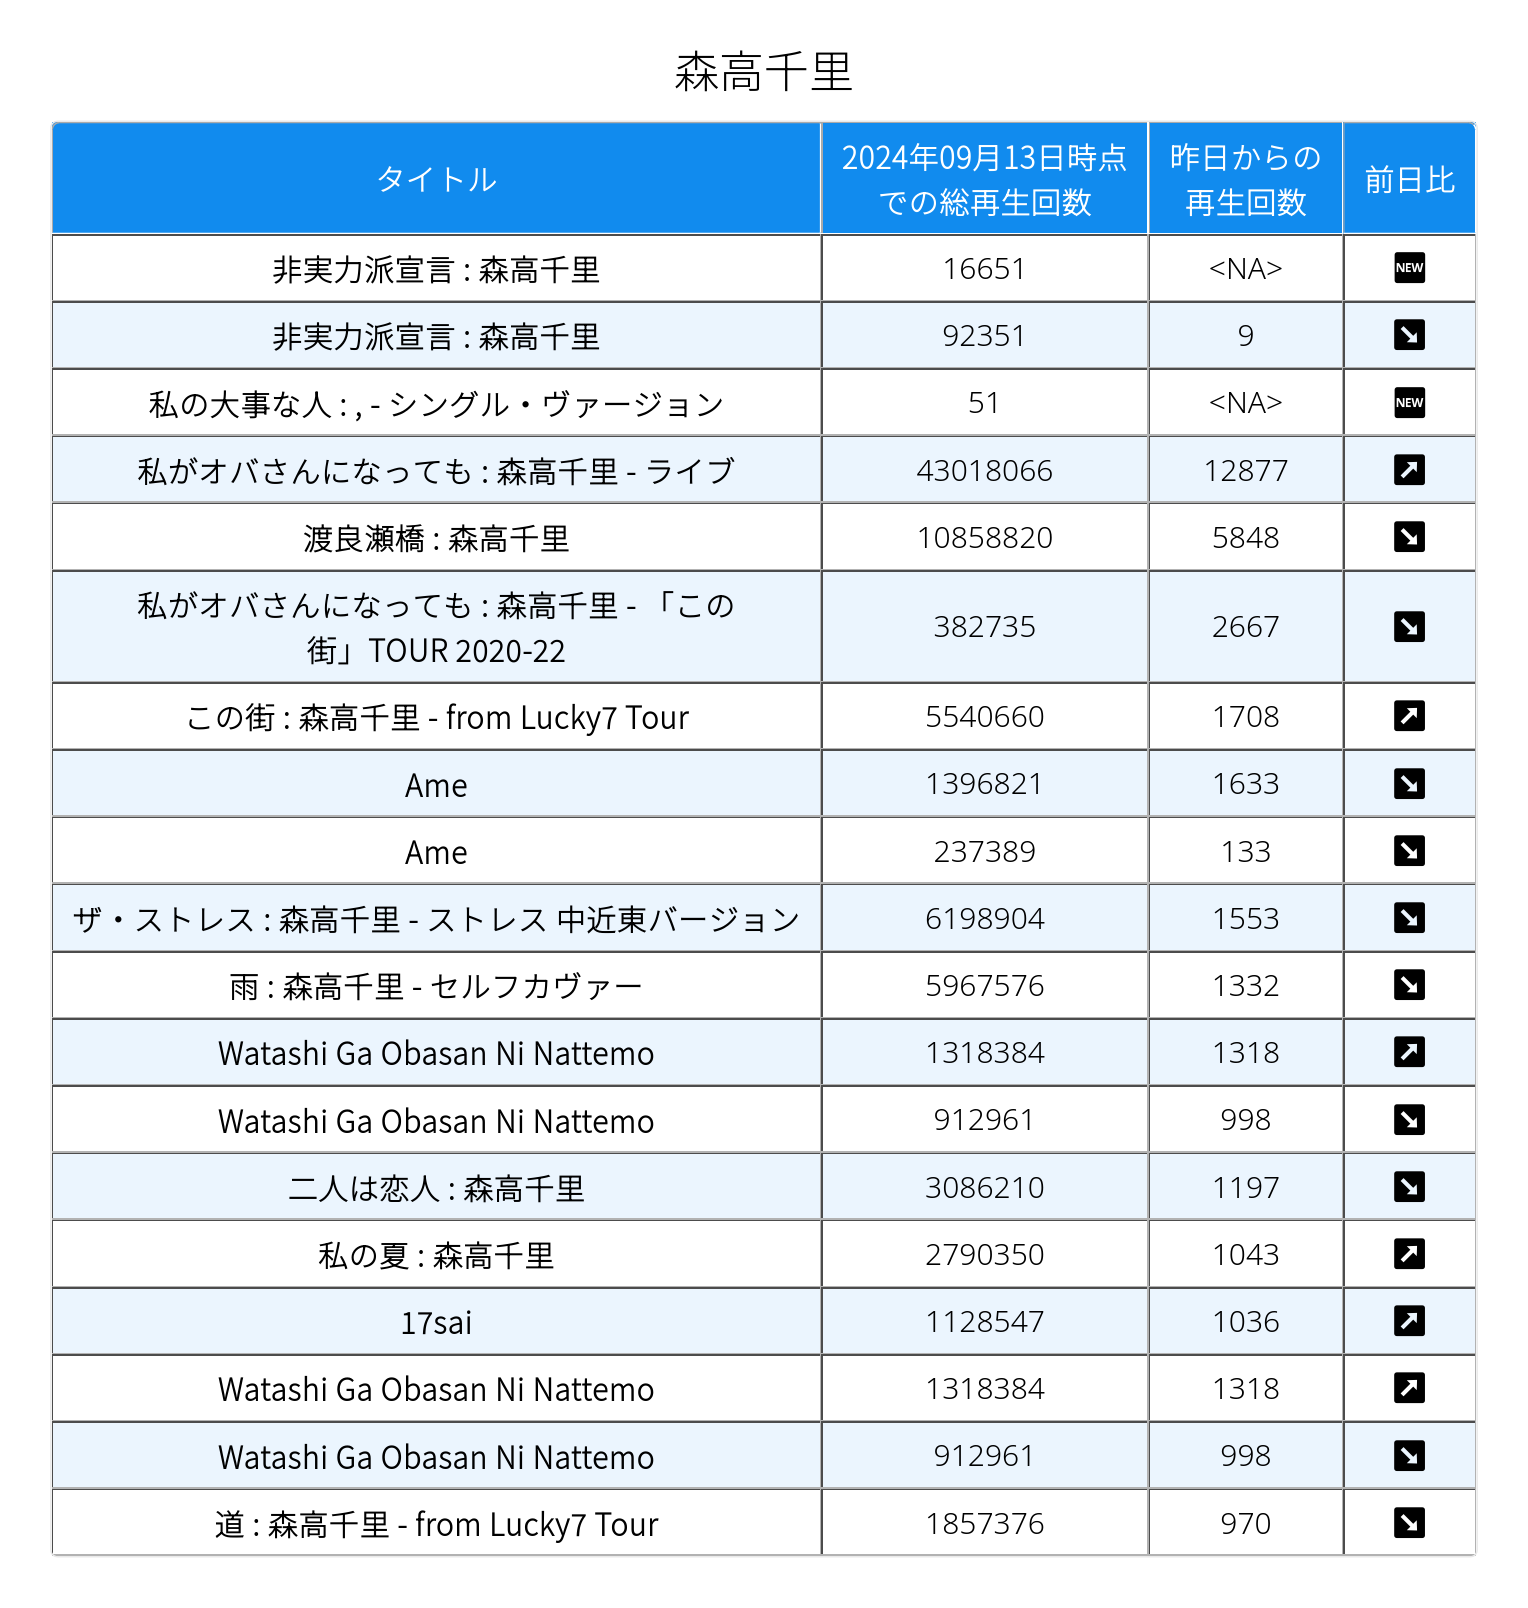 森高千里
タイトル 2024年09月13日時点での総再生回数 昨日からの再生回数 前日比
非実力派宣言 : 森高千里 16651 <NA> NEW
非実力派宣言 : 森高千里 92351 9
私の大事な人 : , - シングル・ヴァージョン 51 <NA> NEW
私がオバさんになっても : 森高千里 - ライブ 43018066 12877
渡良瀬橋 : 森高千里 10858820 5848
私がオバさんになっても : 森高千里 - 「この街」TOUR 2020-22 382735 2667
この街 : 森高千里 - from Lucky7 Tour 5540660 1708
Ame 1396821 1633
Ame 237389 133
ザ・ストレス : 森高千里 - ストレス 中近東バージョン 6198904 1553
雨 : 森高千里 - セルフカヴァー 5967576 1332
Watashi Ga Obasan Ni Nattemo 1318384 1318
Watashi Ga Obasan Ni Nattemo 912961 998
二人は恋人 : 森高千里 3086210 1197
私の夏 : 森高千里 2790350 1043
17sai 1128547 1036
Watashi Ga Obasan Ni Nattemo 1318384 1318
Watashi Ga Obasan Ni Nattemo 912961 998
道 : 森高千里 - from Lucky7 Tour 1857376 970